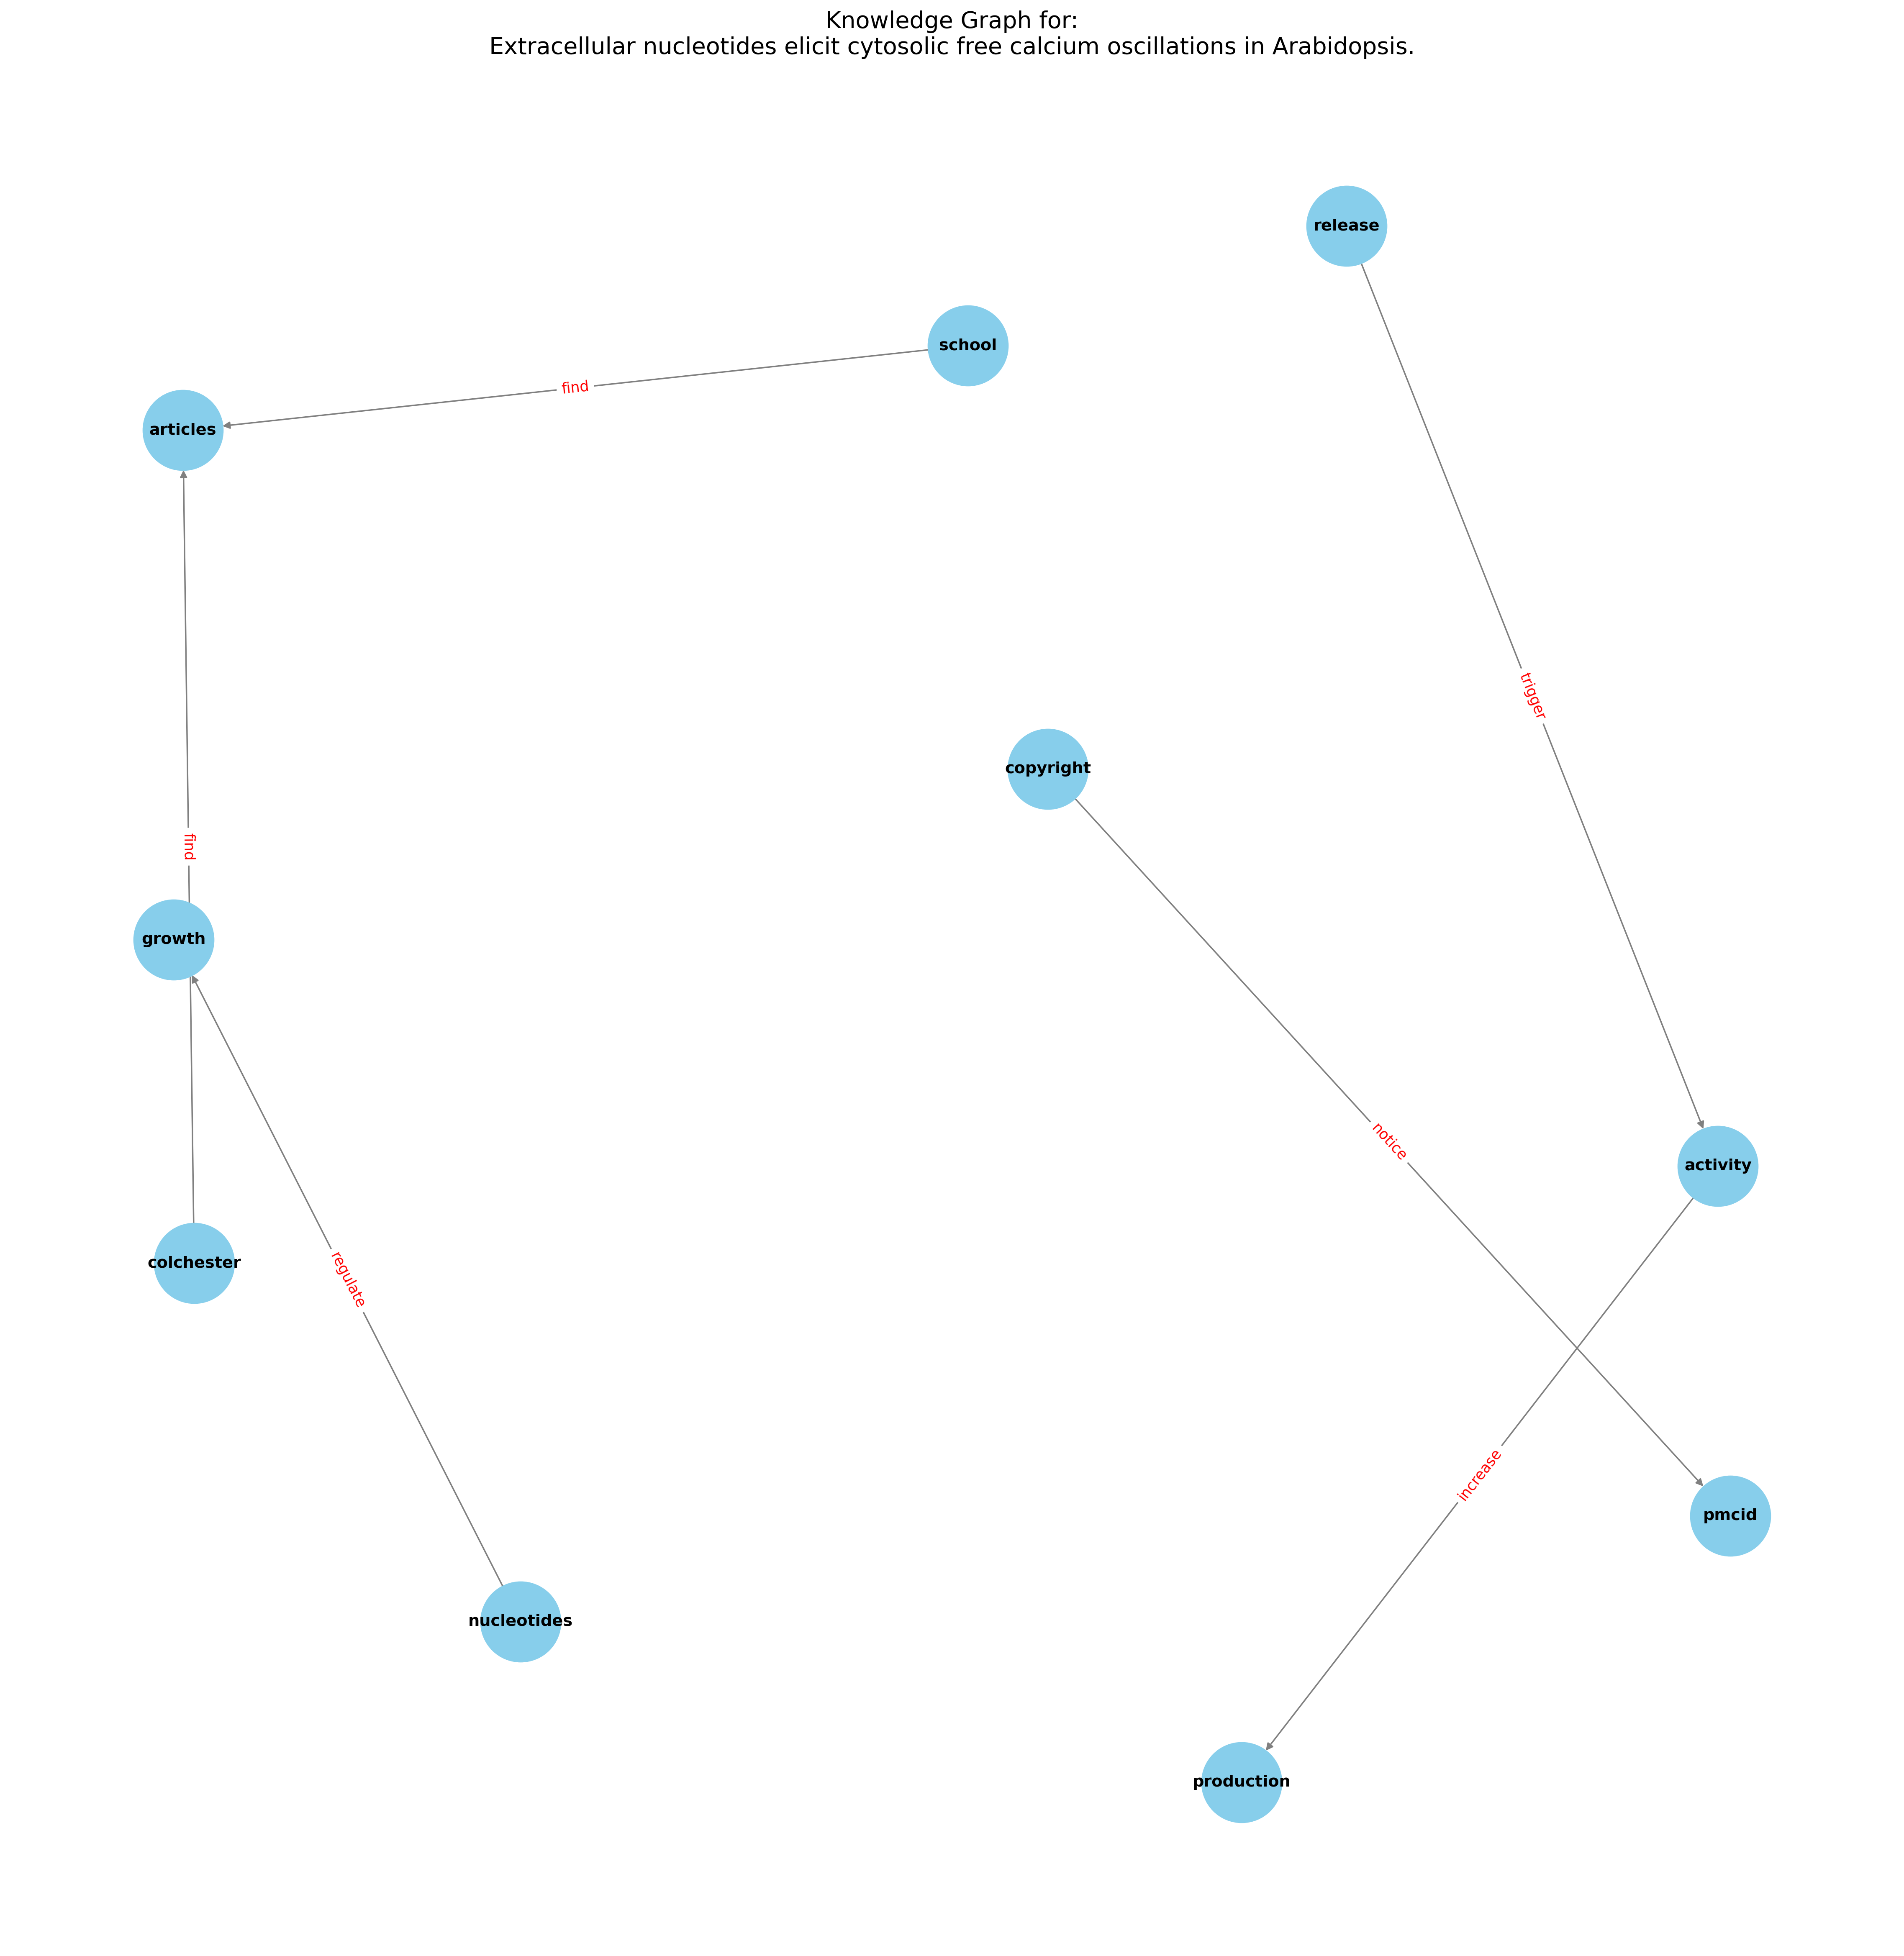 Knowledge Graph for:
Extracellular nucleotides elicit cytosolic free calcium oscillations in Arabidopsis.
release
school
find
articles
trigger
copyright
find
growth
notice
activity
colchester
regulate
increase
pmcid
nucleotides
production